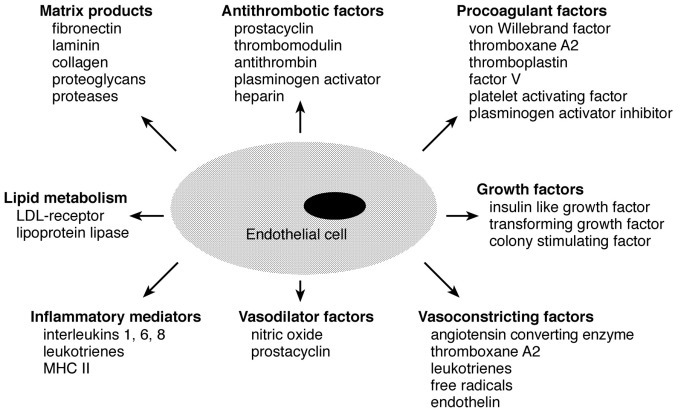 Matrix products
fibronectin
laminin
collagen
proteoglycans
proteases
Antithrombotic factors
prostacyclin
thrombomodulin
antithrombin
plasminogen activator
heparin
Procoagulant factors
von Willebrand factor
thromboxane A2
thromboplastin
factor V
platelet activating factor
plasminogen activator inhibitor
Lipid metabolism
LDL-receptor
lipoprotein lipase
Endothelial cell
Growth factors
insulin like growth factor
transforming growth factor
colony stimulating factor
Inflammatory mediators
interleukins 1, 6, 8
leukotrienes
MHC II
Vasodilator factors
nitric oxide
prostacyclin
Vasoconstricting factors
angiotensin converting enzyme
thromboxane A2
leukotrienes
free radicals
endothelin